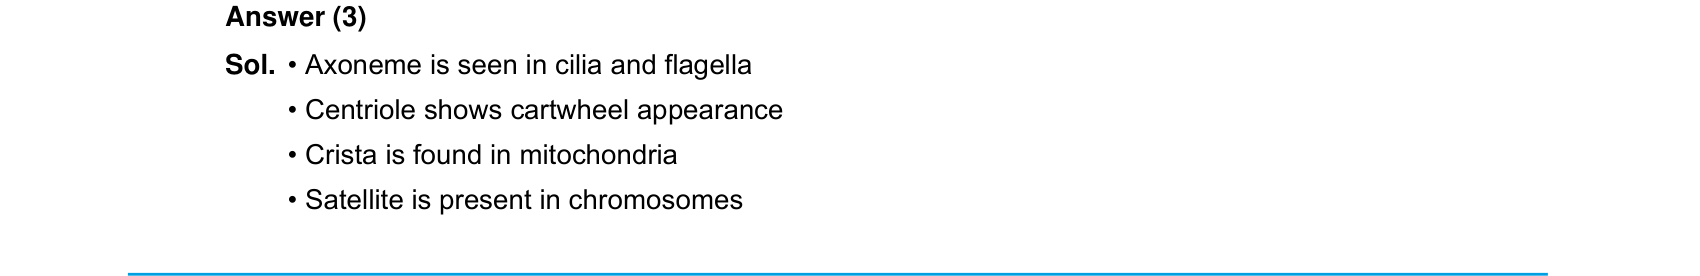 Answer (3)
Sol. • Axoneme is seen in cilia and flagella
• Centriole shows cartwheel appearance
• Crista is found in mitochondria
• Satellite is present in chromosomes